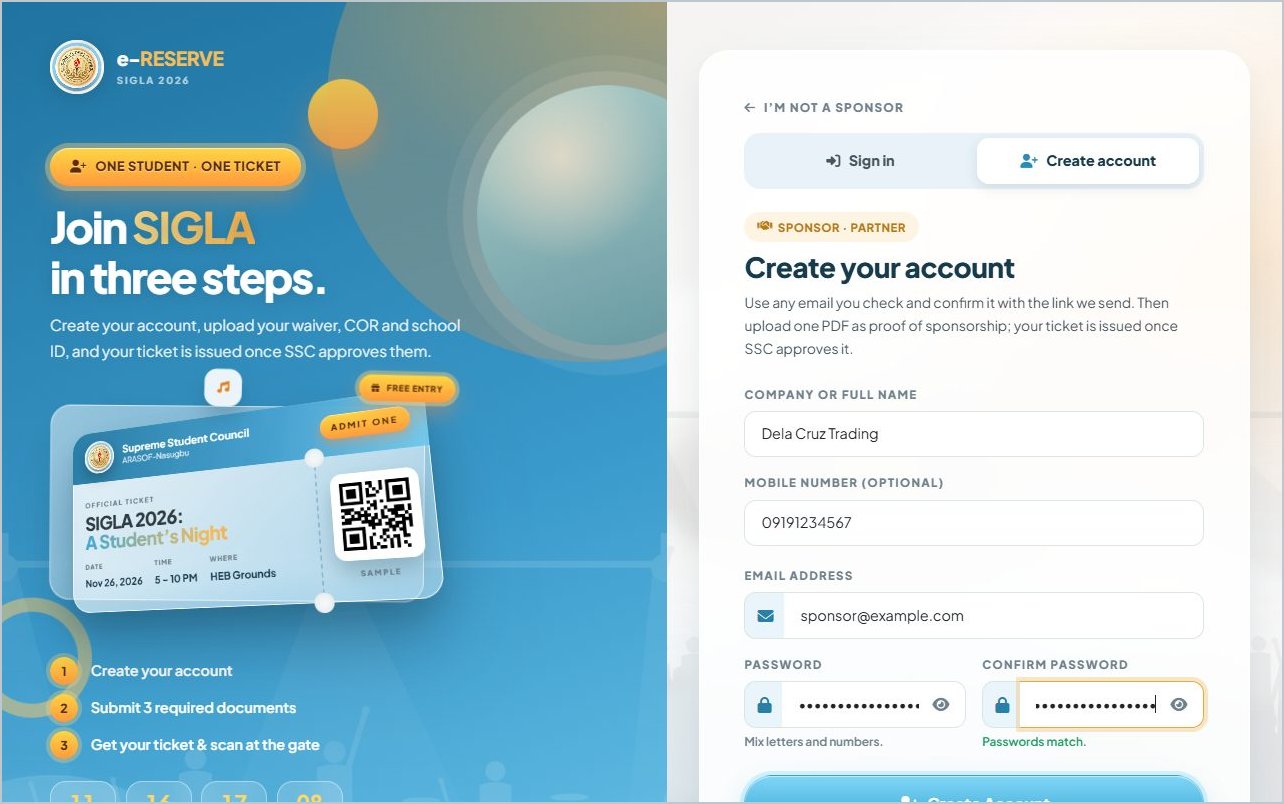 e-RESERVE
SIGLA 2026
ONE STUDENT · ONE TICKET
Join SIGLA
in three steps.
Create your account, upload your waiver, COR and school
ID, and your ticket is issued once SSC approves them.
FREE ENTRY
Supreme Student Council
ARASOF-Nasugbu
ADMIT ONE
OFFICIAL TICKET
SIGLA 2026:
A Student's Night
DATE TIME WHERE
Nov 26, 2026 5 – 10 PM HEB Grounds
SAMPLE
1 Create your account
2 Submit 3 required documents
3 Get your ticket & scan at the gate
← I'M NOT A SPONSOR
Sign in
Create account
SPONSOR · PARTNER
Create your account
Use any email you check and confirm it with the link we send. Then
upload one PDF as proof of sponsorship; your ticket is issued once
SSC approves it.
COMPANY OR FULL NAME
Dela Cruz Trading
MOBILE NUMBER (OPTIONAL)
09191234567
EMAIL ADDRESS
sponsor@example.com
PASSWORD
CONFIRM PASSWORD
Mix letters and numbers.
Passwords match.
Create Account